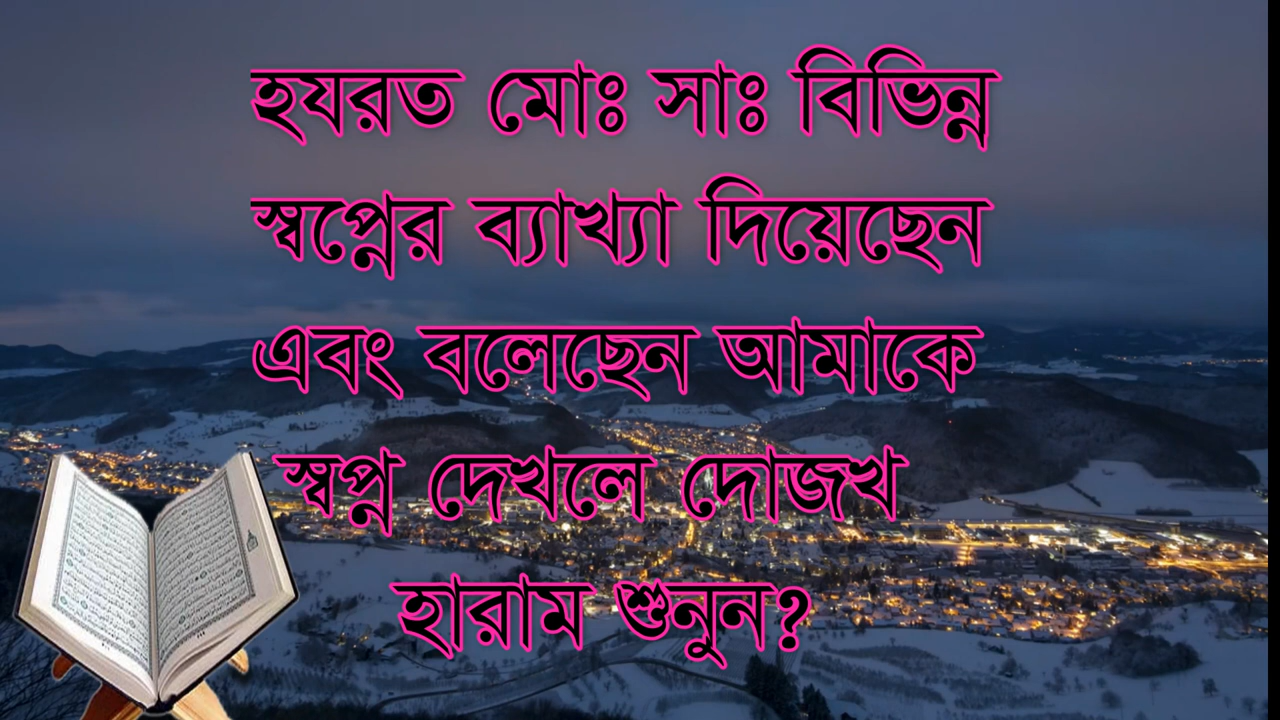 হযরত মোঃ সাঃ বিভিন্ন
স্বপ্নের ব্যাখ্যা দিয়েছেন
এবং বলেছেন আমাকে
স্বপ্ন দেখলে দোজখ
হারাম শুনুন?